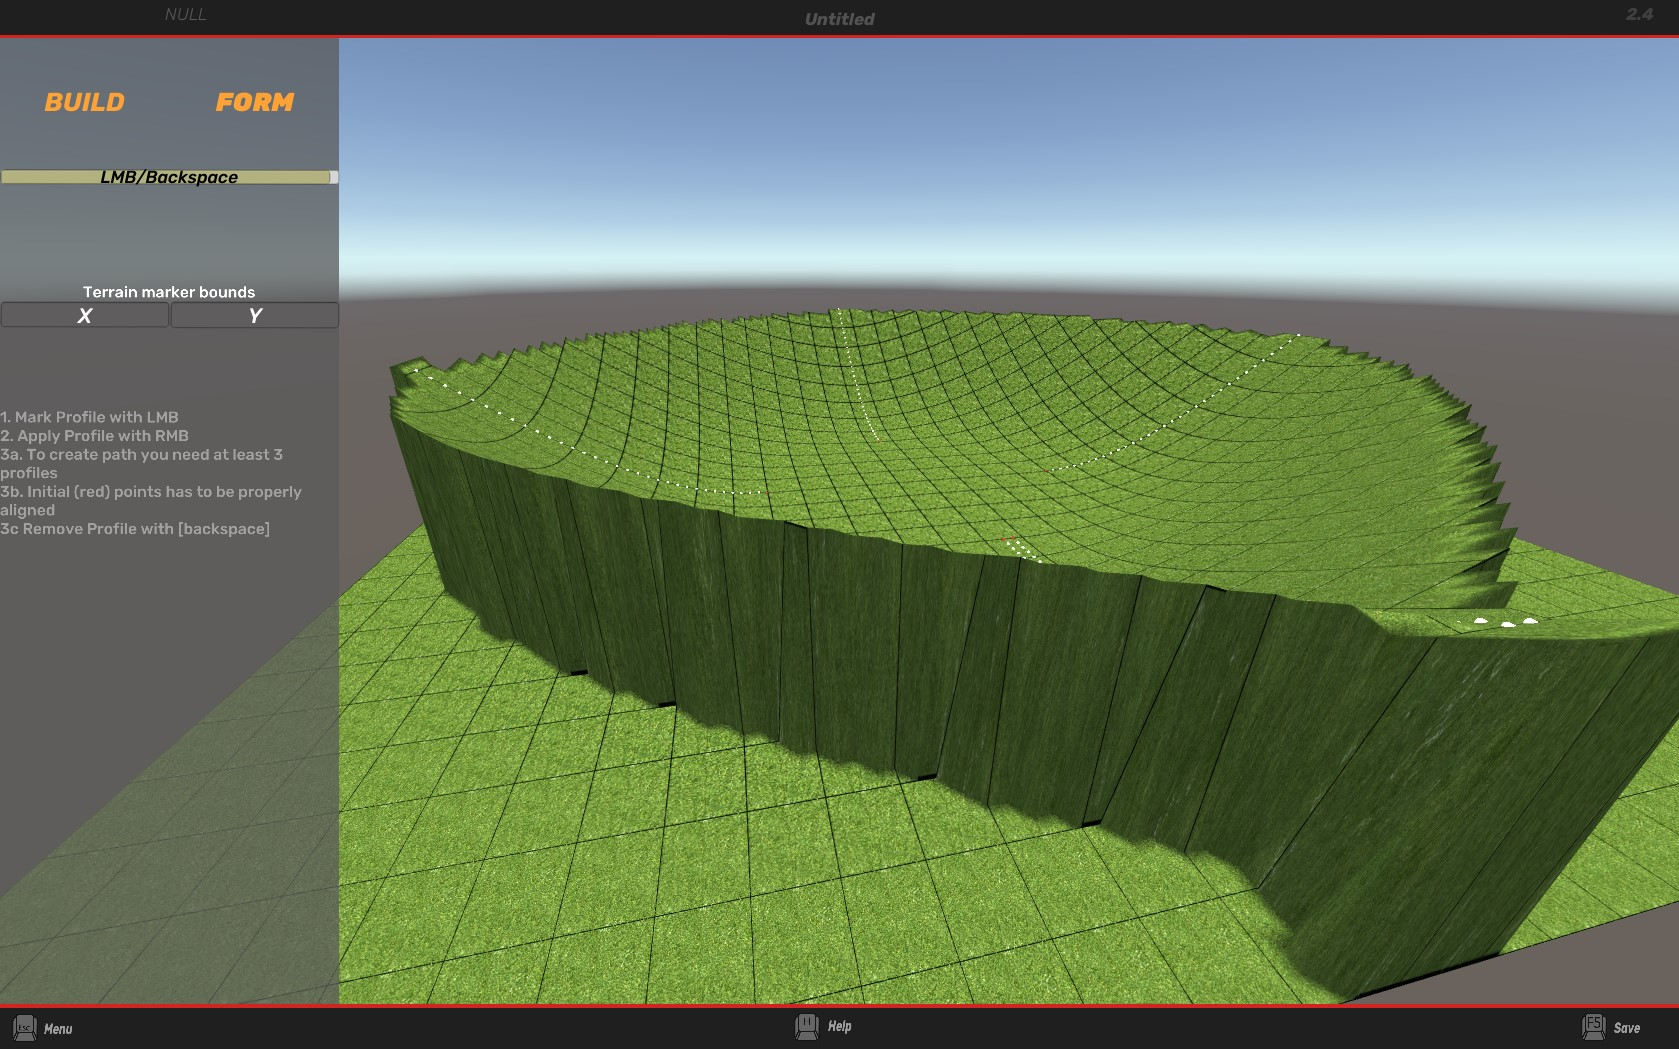 NULL
Untitled
2.4
BUILD
FORM
LMB/Backspace
Terrain marker bounds
X
Y
1. Mark Profile with LMB
2. Apply Profile with RMB
3a. To create path you need at least 3
profiles
3b. Initial (red) points has to be properly
aligned
3c Remove Profile with [backspace]
ESC
Menu
H
Help
F5
Save